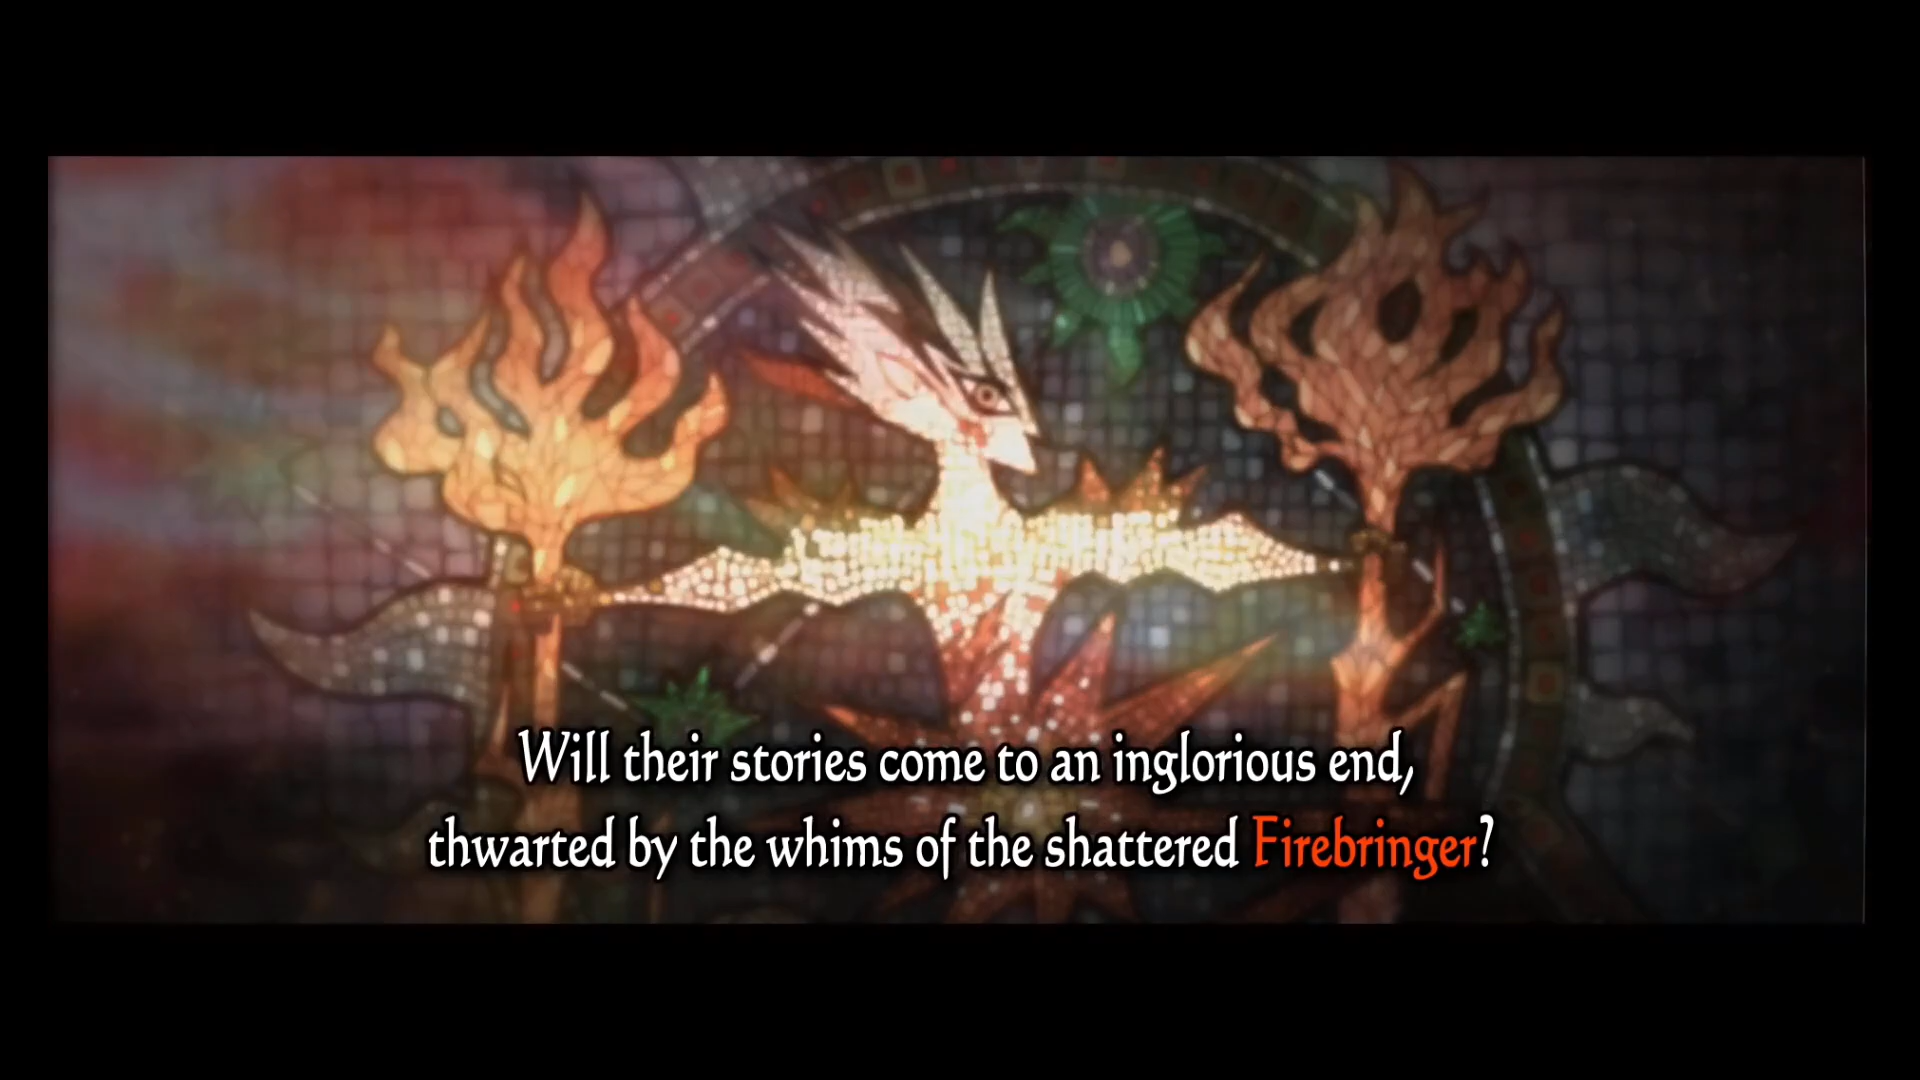 Will their stories come to an inglorious end,
thwarted by the whims of the shattered Firebringer?